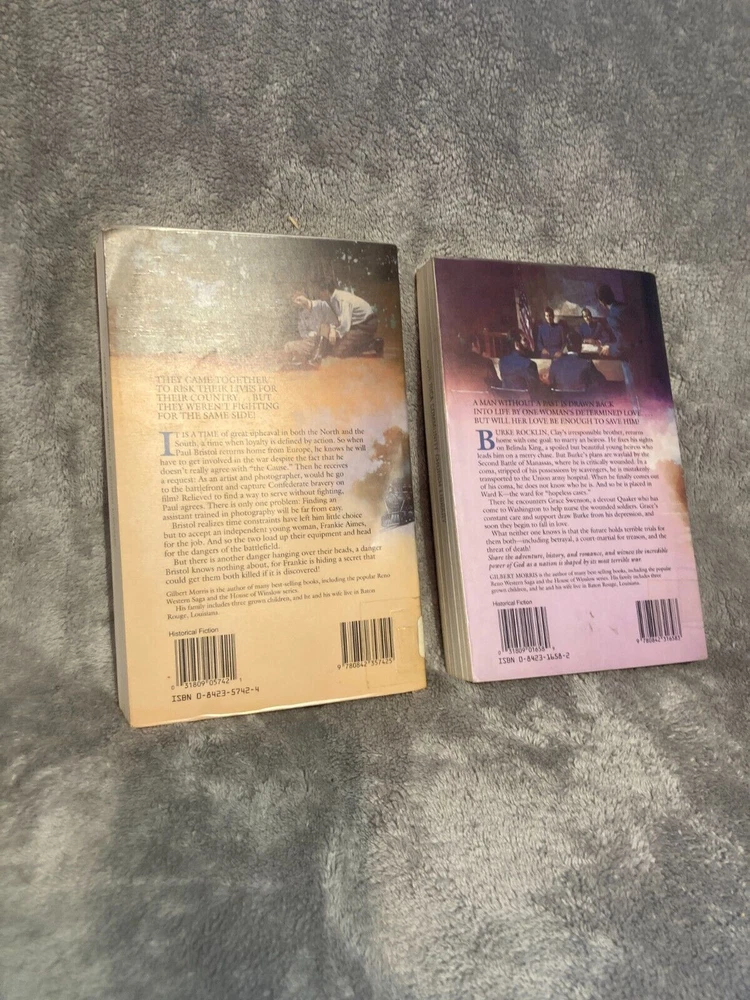 THEY CAME TOGETHER
TO RISK THEIR LIVES FOR
THEIR COUNTRY . . . BUT
THEY WEREN'T FIGHTING
FOR THE SAME SIDE!
IT IS A TIME of great upheaval in both the North and the
South, a time when loyalty is defined by action. So when
Paul Bristol returns home from Europe, he knows he will
have to get involved in the war despite the fact that he
doesn't really agree with "the Cause." Then he receives
a request: As an artist and photographer, would he go
to the battlefront and capture Confederate bravery on
film? Relieved to find a way to serve without fighting,
Paul agrees. There is only one problem: Finding an
assistant trained in photography will be far from easy.
Bristol realizes time constraints have left him little choice
but to accept an independent young woman, Frankie Aimes,
for the job. And so the two load up their equipment and head
for the dangers of the battlefield.
But there is another danger hanging over their heads, a danger
Bristol knows nothing about, for Frankie is hiding a secret that
could get them both killed if it is discovered!
Gilbert Morris is the author of many best-selling books, including the popular Reno
Western Saga and the House of Winslow series.
His family includes three grown children, and he and his wife live in Baton
Rouge, Louisiana.
Historical Fiction
0 31809 05742 1
ISBN 0-8423-5742-4
9 780842 357425
A MAN WITHOUT A PAST IS DRAWN BACK
INTO LIFE BY ONE WOMAN'S DETERMINED LOVE
BUT WILL HER LOVE BE ENOUGH TO SAVE HIM?
BURKE ROCKLIN, Clay's irresponsible brother, returns
home with one goal: to marry an heiress. He fixes his sights
on Belinda King, a spoiled but beautiful young heiress who
leads him on a merry chase. But Burke's plans are waylaid by the
Second Battle of Manassas, where he is critically wounded. In a
coma, stripped of his possessions by scavengers, he is mistakenly
transported to the Union army hospital. When he finally comes out
of his coma, he does not know who he is. And so he is placed in
Ward K—the ward for "hopeless cases."
There he encounters Grace Swenson, a devout Quaker who has
come to Washington to help nurse the wounded soldiers. Grace's
constant care and support draw Burke from his depression, and
soon they begin to fall in love.
What neither one knows is that the future holds terrible trials for
them both—including betrayal, a court-martial for treason, and the
threat of death!
Share the adventure, history, and romance, and witness the incredible
power of God as a nation is shaped by its most terrible war.
GILBERT MORRIS is the author of many best-selling books, including the popular
Reno Western Saga and the House of Winslow series. His family includes three
grown children, and he and his wife live in Baton Rouge, Louisiana.
Historical Fiction
0 31809 01658 9
ISBN 0-8423-1658-2
9 780842 316583